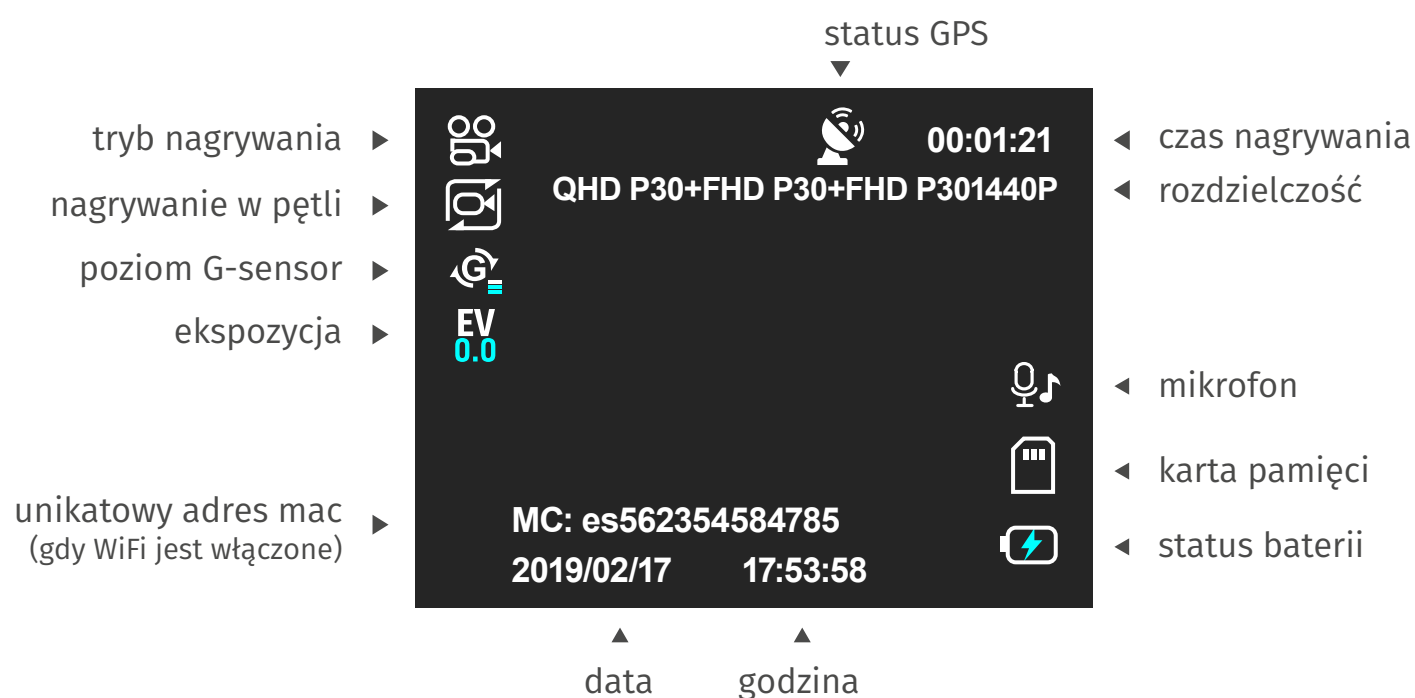 status GPS
tryb nagrywania
00:01:21
czas nagrywania
nagrywanie w pętli
QHD P30+FHD P30+FHD P301440P
rozdzielczość
poziom G-sensor
G
ekspozycja
EV
0.0
mikrofon
karta pamięci
unikatowy adres mac
(gdy WiFi jest włączone)
MC: es562354584785
status baterii
2019/02/17 17:53:58
data godzina